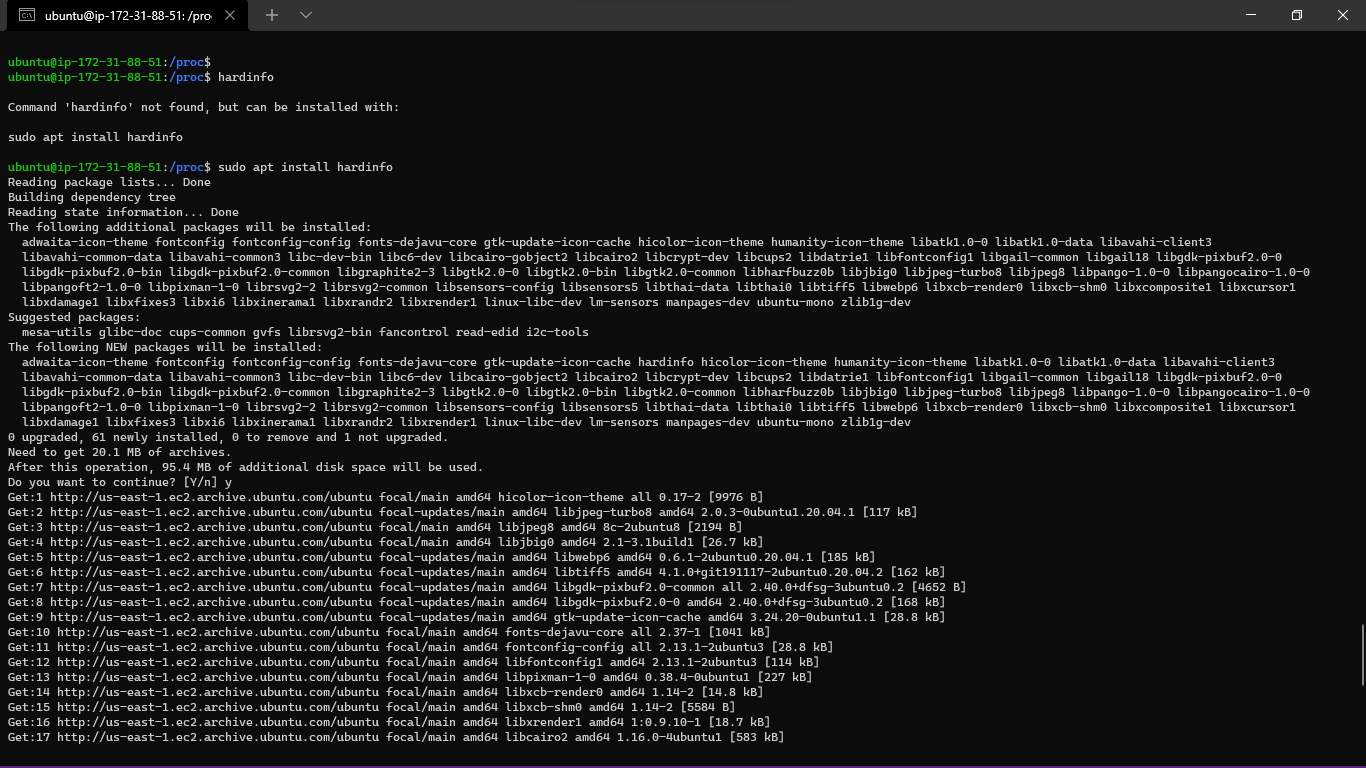 ubuntu@ip-172-31-88-51: /pro
ubuntu@ip-172-31-88-51:/proc$
ubuntu@ip-172-31-88-51:/proc$ hardinfo
Command 'hardinfo' not found, but can be installed with:
sudo apt install hardinfo
ubuntu@ip-172-31-88-51:/proc$ sudo apt install hardinfo
Reading package lists... Done
Building dependency tree
Reading state information... Done
The following additional packages will be installed:
  adwaita-icon-theme fontconfig fontconfig-config fonts-dejavu-core gtk-update-icon-cache hicolor-icon-theme humanity-icon-theme libatk1.0-0 libatk1.0-data libavahi-client3
  libavahi-common-data libavahi-common3 libc-dev-bin libc6-dev libcairo-gobject2 libcairo2 libcrypt-dev libcups2 libdatrie1 libfontconfig1 libgail-common libgail18 libgdk-pixbuf2.0-0
  libgdk-pixbuf2.0-bin libgdk-pixbuf2.0-common libgraphite2-3 libgtk2.0-0 libgtk2.0-bin libgtk2.0-common libharfbuzz0b libjbig0 libjpeg-turbo8 libjpeg8 libpango-1.0-0 libpangocairo-1.0-0
  libpangoft2-1.0-0 libpixman-1-0 librsvg2-2 librsvg2-common libsensors-config libsensors5 libthai-data libthai0 libtiff5 libwebp6 libxcb-render0 libxcb-shm0 libxcomposite1 libxcursor1
  libxdamage1 libxfixes3 libxi6 libxinerama1 libxrandr2 libxrender1 linux-libc-dev lm-sensors manpages-dev ubuntu-mono zlib1g-dev
Suggested packages:
  mesa-utils glibc-doc cups-common gvfs librsvg2-bin fancontrol read-edid i2c-tools
The following NEW packages will be installed:
  adwaita-icon-theme fontconfig fontconfig-config fonts-dejavu-core gtk-update-icon-cache hardinfo hicolor-icon-theme humanity-icon-theme libatk1.0-0 libatk1.0-data libavahi-client3
  libavahi-common-data libavahi-common3 libc-dev-bin libc6-dev libcairo-gobject2 libcairo2 libcrypt-dev libcups2 libdatrie1 libfontconfig1 libgail-common libgail18 libgdk-pixbuf2.0-0
  libgdk-pixbuf2.0-bin libgdk-pixbuf2.0-common libgraphite2-3 libgtk2.0-0 libgtk2.0-bin libgtk2.0-common libharfbuzz0b libjbig0 libjpeg-turbo8 libjpeg8 libpango-1.0-0 libpangocairo-1.0-0
  libpangoft2-1.0-0 libpixman-1-0 librsvg2-2 librsvg2-common libsensors-config libsensors5 libthai-data libthai0 libtiff5 libwebp6 libxcb-render0 libxcb-shm0 libxcomposite1 libxcursor1
  libxdamage1 libxfixes3 libxi6 libxinerama1 libxrandr2 libxrender1 linux-libc-dev lm-sensors manpages-dev ubuntu-mono zlib1g-dev
0 upgraded, 61 newly installed, 0 to remove and 1 not upgraded.
Need to get 20.1 MB of archives.
After this operation, 95.4 MB of additional disk space will be used.
Do you want to continue? [Y/n] y
Get:1 http://us-east-1.ec2.archive.ubuntu.com/ubuntu focal/main amd64 hicolor-icon-theme all 0.17-2 [9976 B]
Get:2 http://us-east-1.ec2.archive.ubuntu.com/ubuntu focal-updates/main amd64 libjpeg-turbo8 amd64 2.0.3-0ubuntu1.20.04.1 [117 kB]
Get:3 http://us-east-1.ec2.archive.ubuntu.com/ubuntu focal/main amd64 libjpeg8 amd64 8c-2ubuntu8 [2194 B]
Get:4 http://us-east-1.ec2.archive.ubuntu.com/ubuntu focal/main amd64 libjbig0 amd64 2.1-3.1build1 [26.7 kB]
Get:5 http://us-east-1.ec2.archive.ubuntu.com/ubuntu focal-updates/main amd64 libwebp6 amd64 0.6.1-2ubuntu0.20.04.1 [185 kB]
Get:6 http://us-east-1.ec2.archive.ubuntu.com/ubuntu focal-updates/main amd64 libtiff5 amd64 4.1.0+git191117-2ubuntu0.20.04.2 [162 kB]
Get:7 http://us-east-1.ec2.archive.ubuntu.com/ubuntu focal-updates/main amd64 libgdk-pixbuf2.0-common all 2.40.0+dfsg-3ubuntu0.2 [4652 B]
Get:8 http://us-east-1.ec2.archive.ubuntu.com/ubuntu focal-updates/main amd64 libgdk-pixbuf2.0-0 amd64 2.40.0+dfsg-3ubuntu0.2 [168 kB]
Get:9 http://us-east-1.ec2.archive.ubuntu.com/ubuntu focal-updates/main amd64 gtk-update-icon-cache amd64 3.24.20-0ubuntu1.1 [28.8 kB]
Get:10 http://us-east-1.ec2.archive.ubuntu.com/ubuntu focal/main amd64 fonts-dejavu-core all 2.37-1 [1041 kB]
Get:11 http://us-east-1.ec2.archive.ubuntu.com/ubuntu focal/main amd64 fontconfig-config all 2.13.1-2ubuntu3 [28.8 kB]
Get:12 http://us-east-1.ec2.archive.ubuntu.com/ubuntu focal/main amd64 libfontconfig1 amd64 2.13.1-2ubuntu3 [114 kB]
Get:13 http://us-east-1.ec2.archive.ubuntu.com/ubuntu focal/main amd64 libpixman-1-0 amd64 0.38.4-0ubuntu1 [227 kB]
Get:14 http://us-east-1.ec2.archive.ubuntu.com/ubuntu focal/main amd64 libxcb-render0 amd64 1.14-2 [14.8 kB]
Get:15 http://us-east-1.ec2.archive.ubuntu.com/ubuntu focal/main amd64 libxcb-shm0 amd64 1.14-2 [5584 B]
Get:16 http://us-east-1.ec2.archive.ubuntu.com/ubuntu focal/main amd64 libxrender1 amd64 1:0.9.10-1 [18.7 kB]
Get:17 http://us-east-1.ec2.archive.ubuntu.com/ubuntu focal/main amd64 libcairo2 amd64 1.16.0-4ubuntu1 [583 kB]